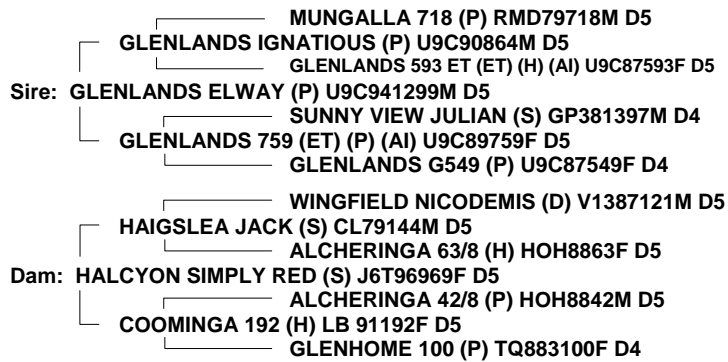 MUNGALLA 718 (P) RMD79718M D5
GLENLANDS IGNATIOUS (P) U9C90864M D5
GLENLANDS 593 ET (ET) (H) (AI) U9C87593F D5
Sire: GLENLANDS ELWAY (P) U9C941299M D5
SUNNY VIEW JULIAN (S) GP381397M D4
GLENLANDS 759 (ET) (P) (AI) U9C89759F D5
GLENLANDS G549 (P) U9C87549F D4
WINGFIELD NICODEMIS (D) V1387121M D5
HAIGSLEA JACK (S) CL79144M D5
ALCHERINGA 63/8 (H) HOH8863F D5
Dam: HALCYON SIMPLY RED (S) J6T96969F D5
ALCHERINGA 42/8 (P) HOH8842M D5
COOMINGA 192 (H) LB 91192F D5
GLENHOME 100 (P) TQ883100F D4